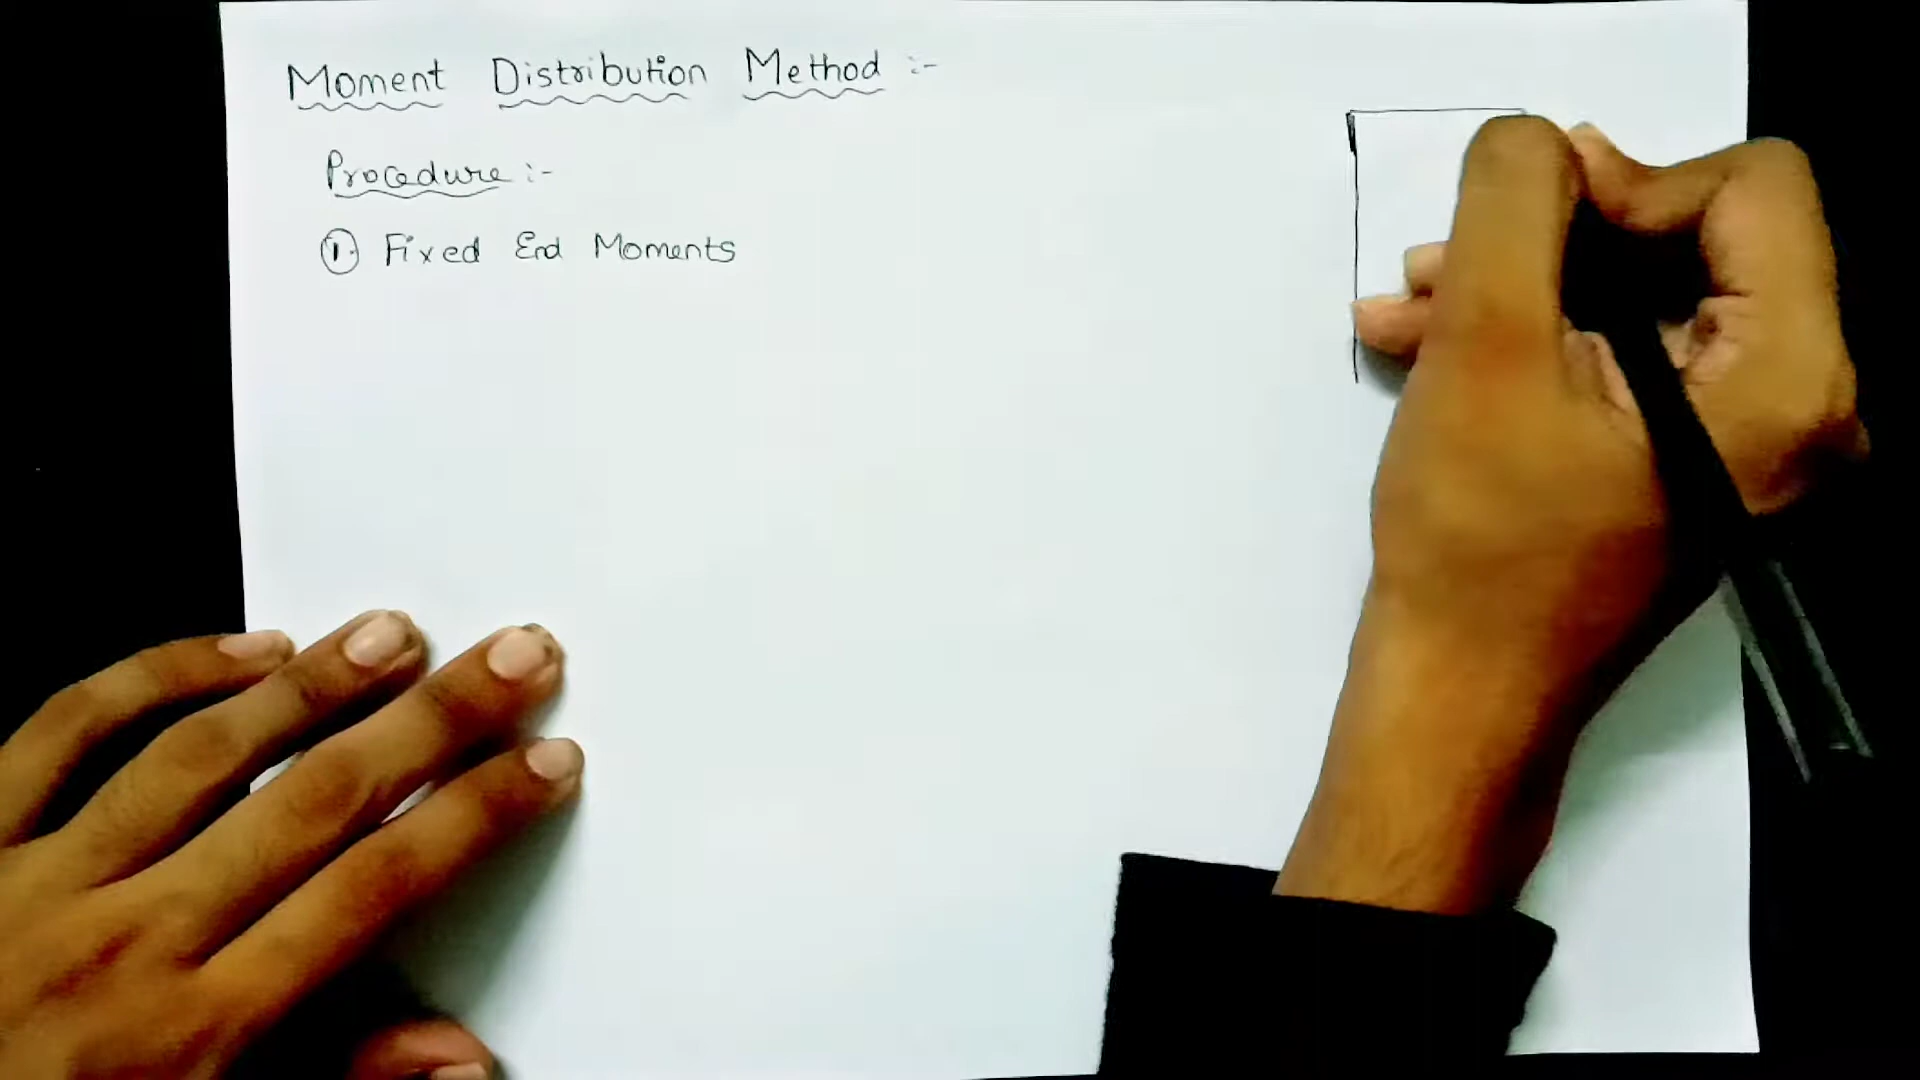 Moment Distribution Method :-
Procedure :-
1. Fixed End Moments